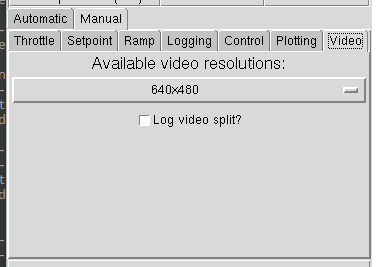 Automatic Manual
Throttle Setpoint Ramp Logging Control Plotting Video
Available video resolutions:
640x480
Log video split?